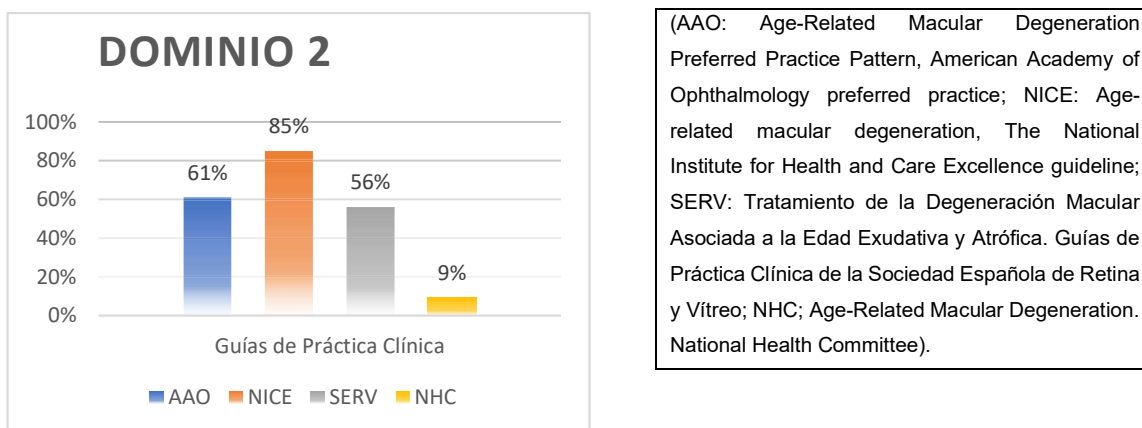 DOMINIO 2
100%
80%
60%
40%
20%
0%
61%
85%
56%
9%
Guías de Práctica Clínica
AAO NICE SERV NHC
(AAO: Age-Related Macular Degeneration
Preferred Practice Pattern, American Academy of
Ophthalmology preferred practice; NICE: Age-
related macular degeneration, The National
Institute for Health and Care Excellence guideline;
SERV: Tratamiento de la Degeneración Macular
Asociada a la Edad Exudativa y Atrófica. Guías de
Práctica Clínica de la Sociedad Española de Retina
y Vítreo; NHC; Age-Related Macular Degeneration.
National Health Committee).